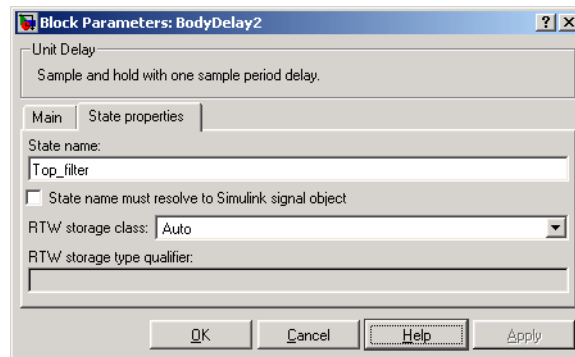 Block Parameters: BodyDelay2
Unit Delay
Sample and hold with one sample period delay.
Main State properties
State name:
Top_filter
State name must resolve to Simulink signal object
RTW storage class: Auto
RTW storage type qualifier:
OK Cancel Help Apply